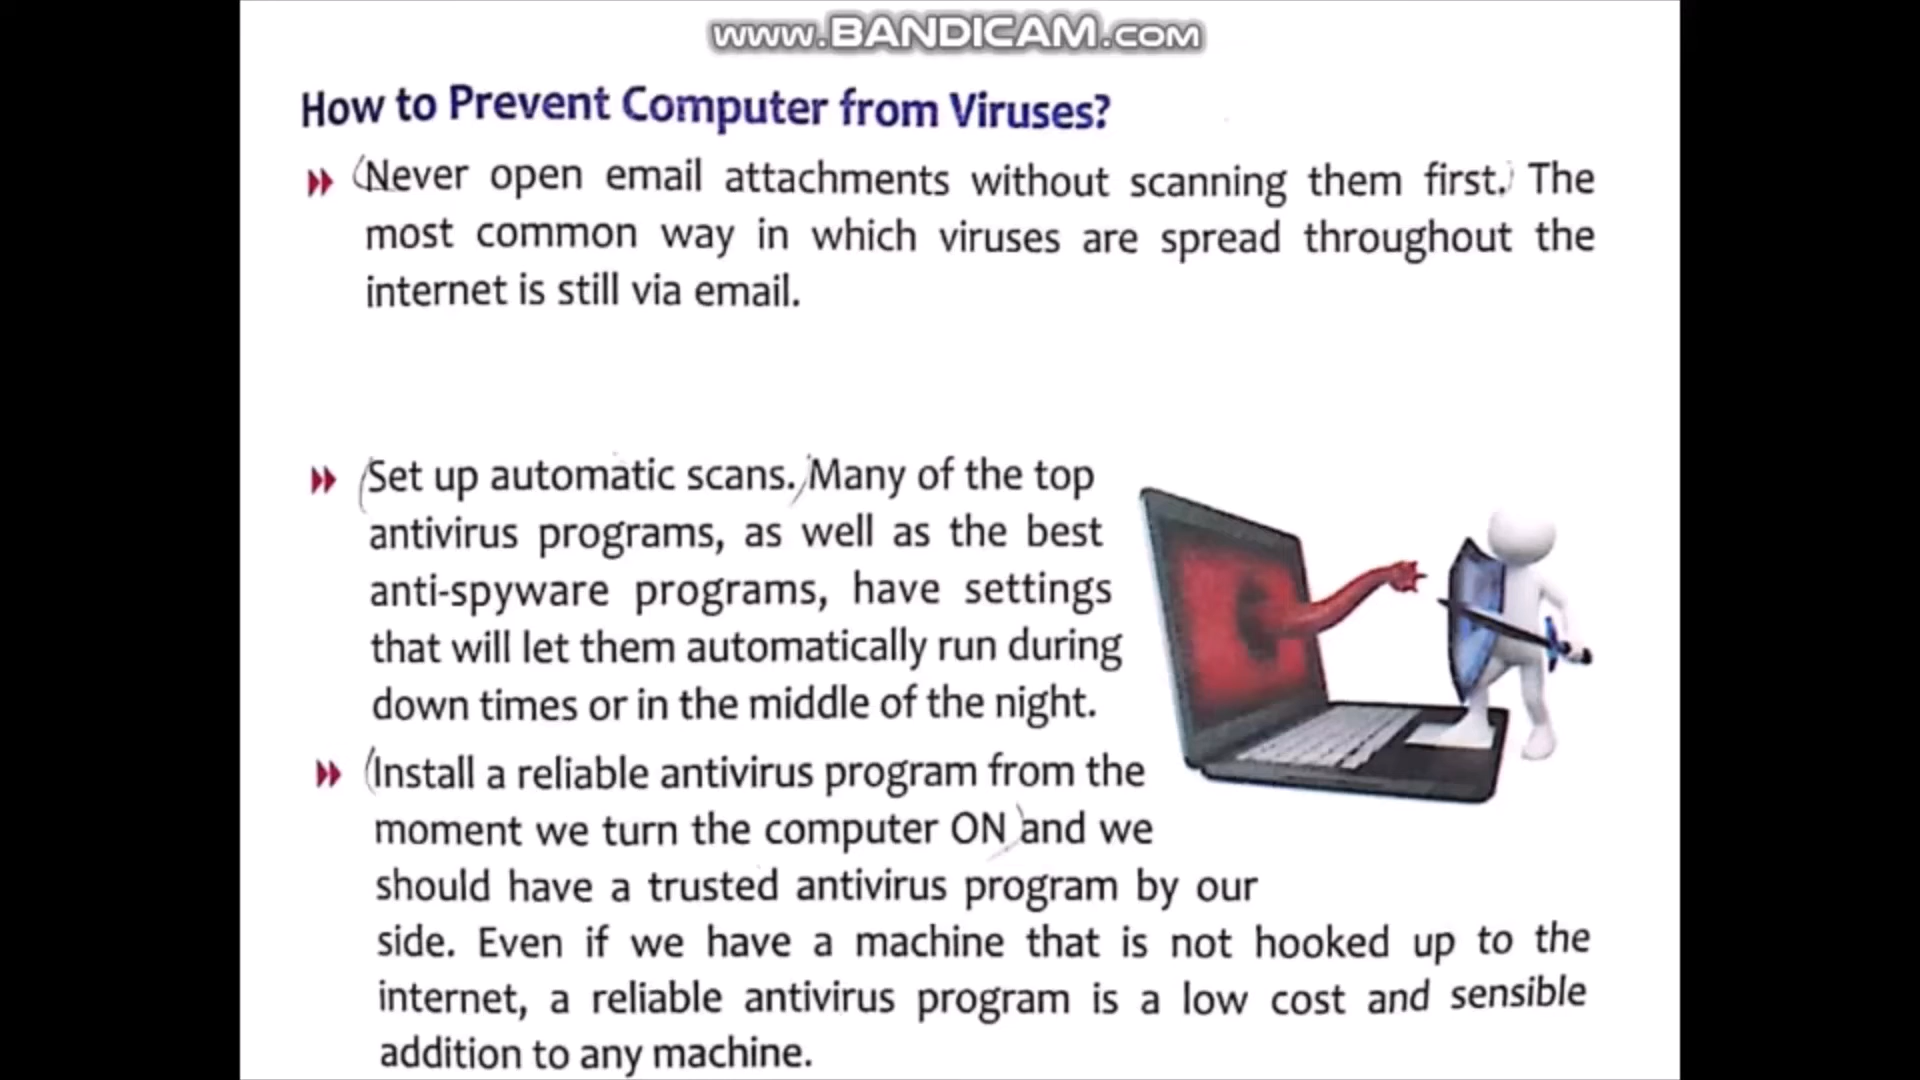 www.BANDICAM.com
How to Prevent Computer from Viruses?
Never open email attachments without scanning them first. The
most common way in which viruses are spread throughout the
internet is still via email.
Set up automatic scans. Many of the top
antivirus programs, as well as the best
anti-spyware programs, have settings
that will let them automatically run during
down times or in the middle of the night.
Install a reliable antivirus program from the
moment we turn the computer ON and we
should have a trusted antivirus program by our
side. Even if we have a machine that is not hooked up to the
internet, a reliable antivirus program is a low cost and sensible
addition to any machine.